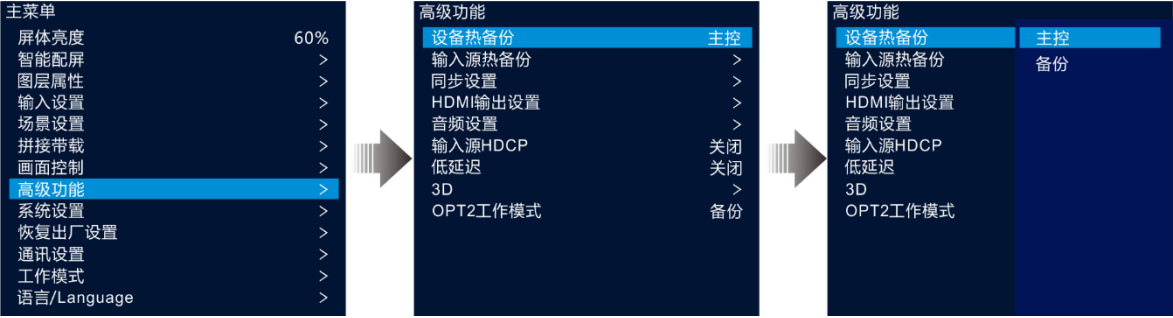 主菜单
屏体亮度 60%
智能配屏 >
图层属性 >
输入设置 >
场景设置 >
拼接带载 >
画面控制 >
高级功能 >
系统设置 >
恢复出厂设置 >
通讯设置 >
工作模式 >
语言/Language >
高级功能
设备热备份 主控
输入源热备份 >
同步设置 >
HDMI输出设置 >
音频设置 >
输入源HDCP 关闭
低延迟 关闭
3D >
OPT2工作模式 备份
高级功能
设备热备份 主控
输入源热备份 备份
同步设置
HDMI输出设置
音频设置
输入源HDCP
低延迟
3D
OPT2工作模式